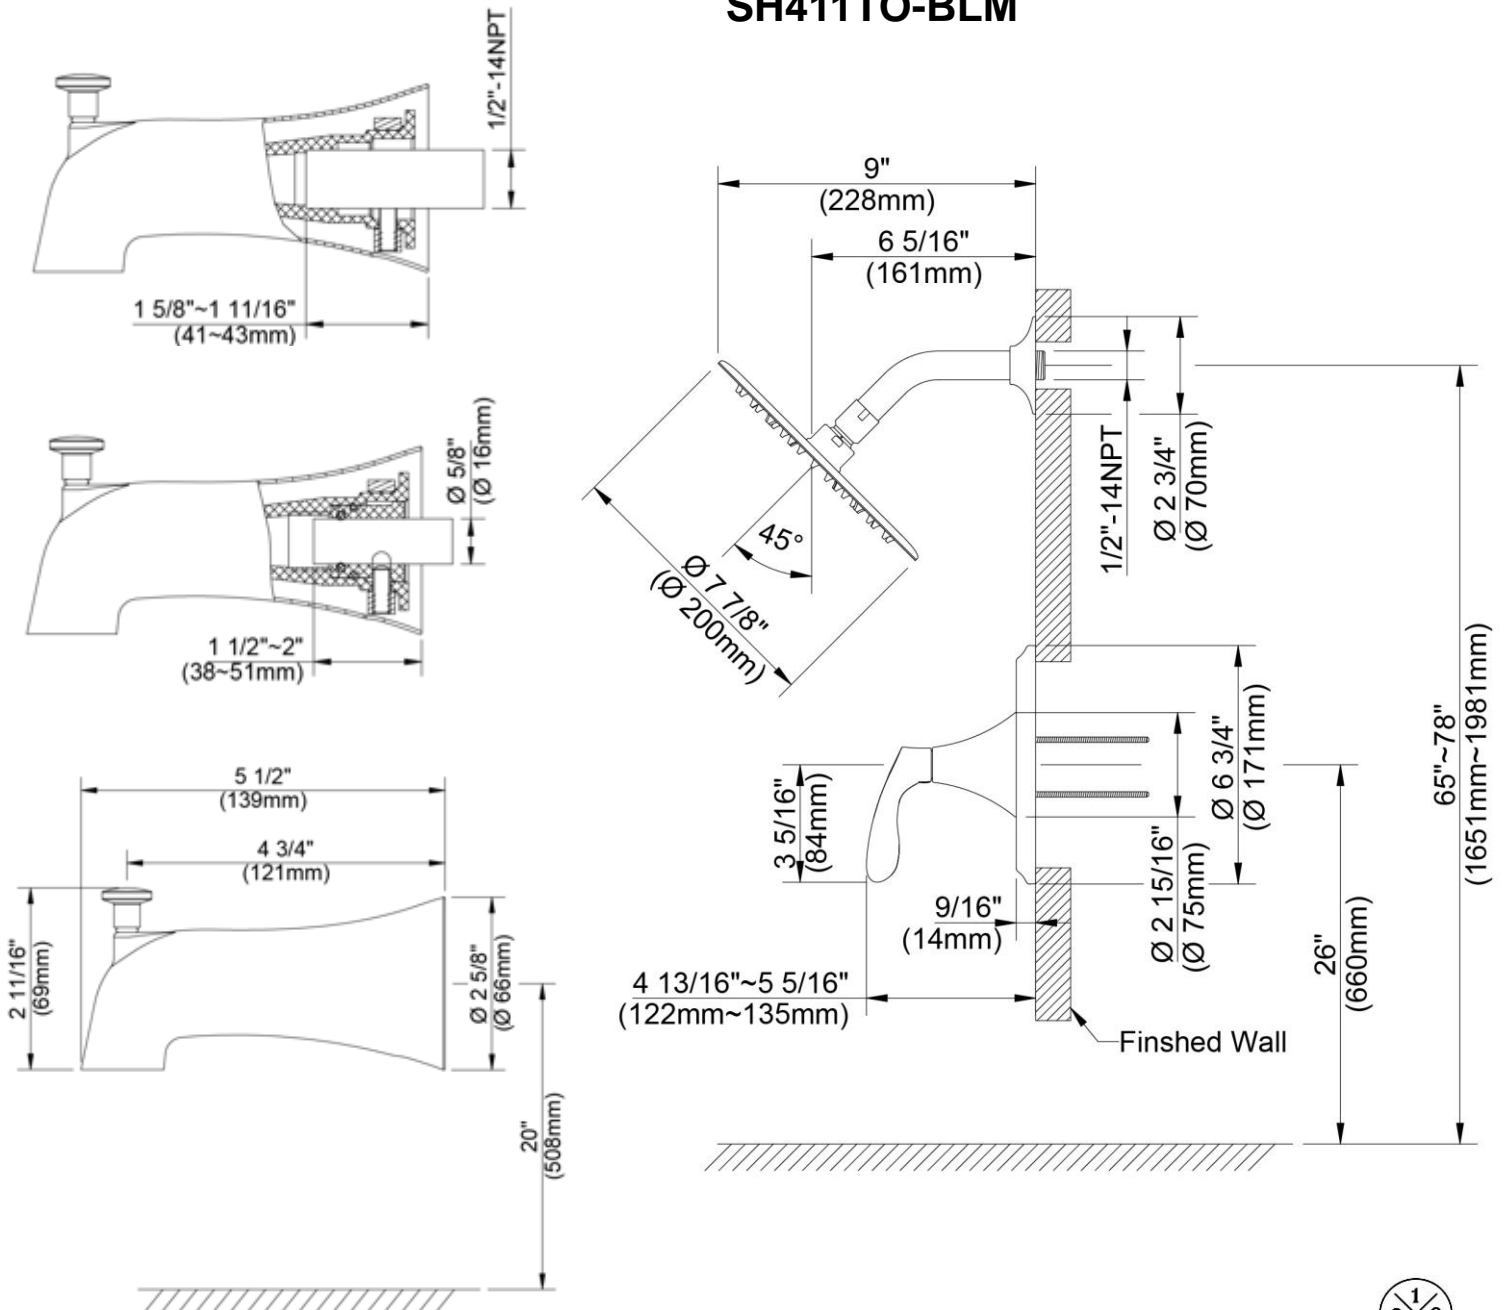 SH411TO-BLM
1/2"-14NPT
1 5/8"~1 11/16"
(41~43mm)
Ø 5/8"
(Ø 16mm)
1 1/2"~2"
(38~51mm)
5 1/2"
(139mm)
4 3/4"
(121mm)
2 11/16"
(69mm)
Ø 2 5/8"
(Ø 66mm)
20"
(508mm)
9"
(228mm)
6 5/16"
(161mm)
45°
Ø 7 7/8"
(Ø 200mm)
1/2"-14NPT
Ø 2 3/4"
(Ø 70mm)
3 5/16"
(84mm)
9/16"
(14mm)
Ø 2 15/16"
(Ø 75mm)
Ø 6 3/4"
(Ø 171mm)
4 13/16"~5 5/16"
(122mm~135mm)
Finshed Wall
26"
(660mm)
65"~78"
(1651mm~1981mm)
1